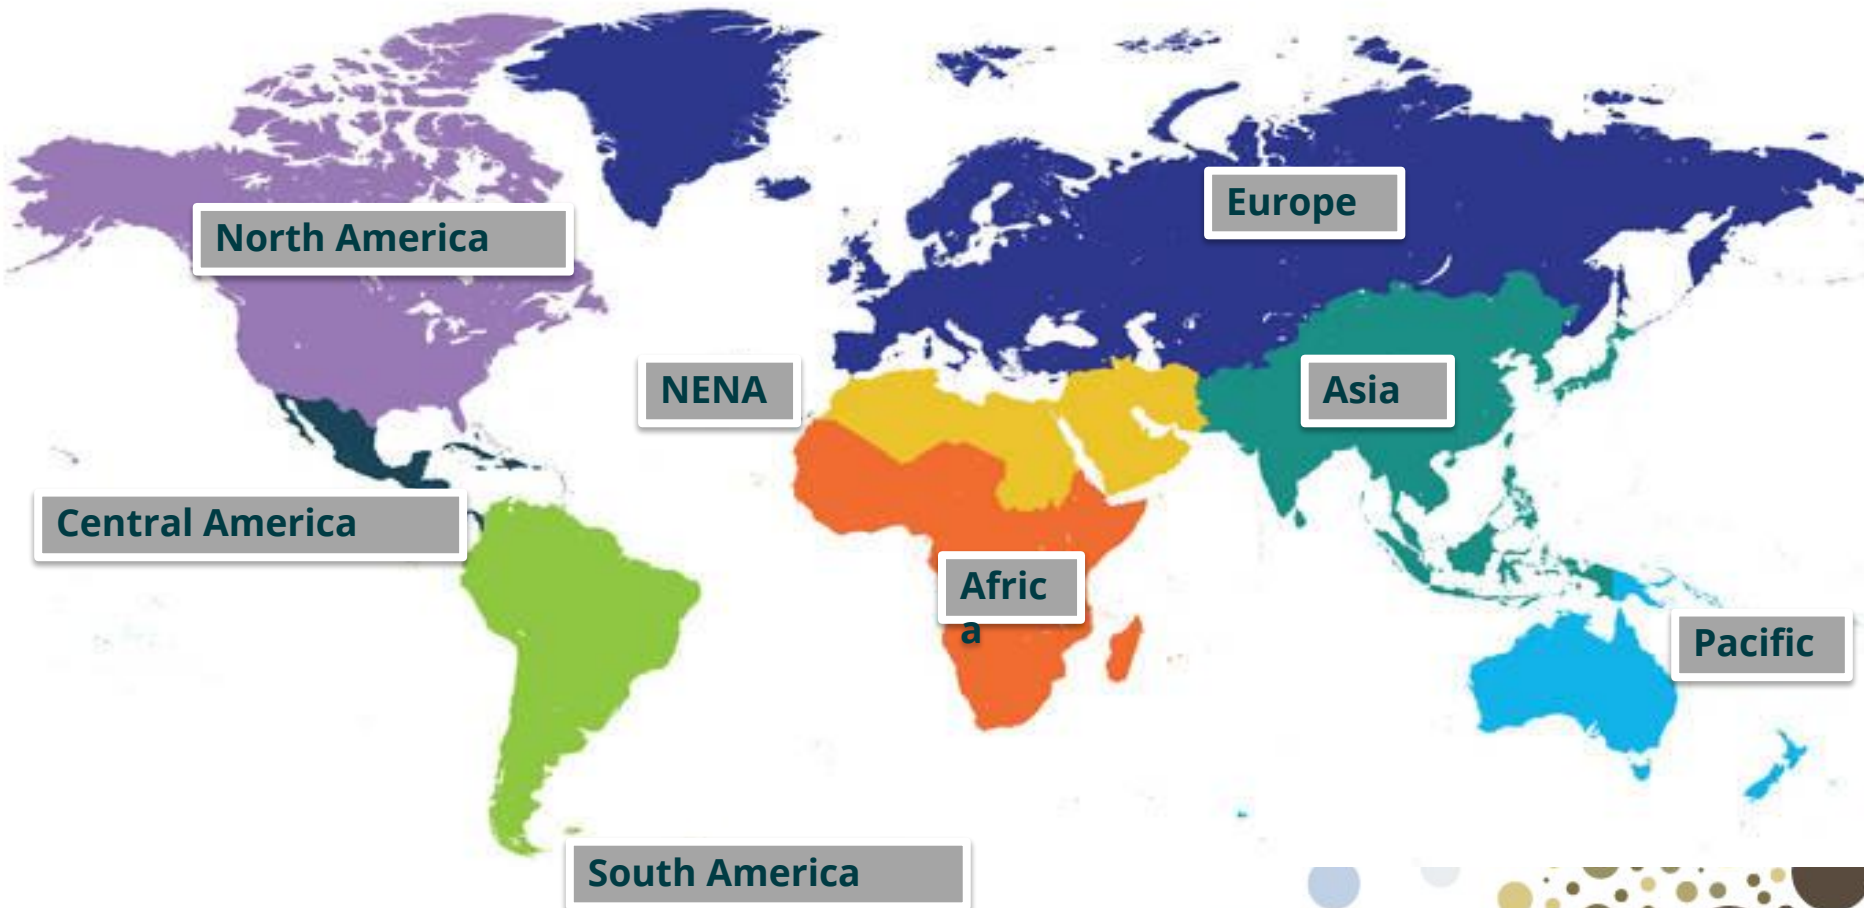 Europe
North America
NENA
Asia
Central America
Afric
a
Pacific
South America